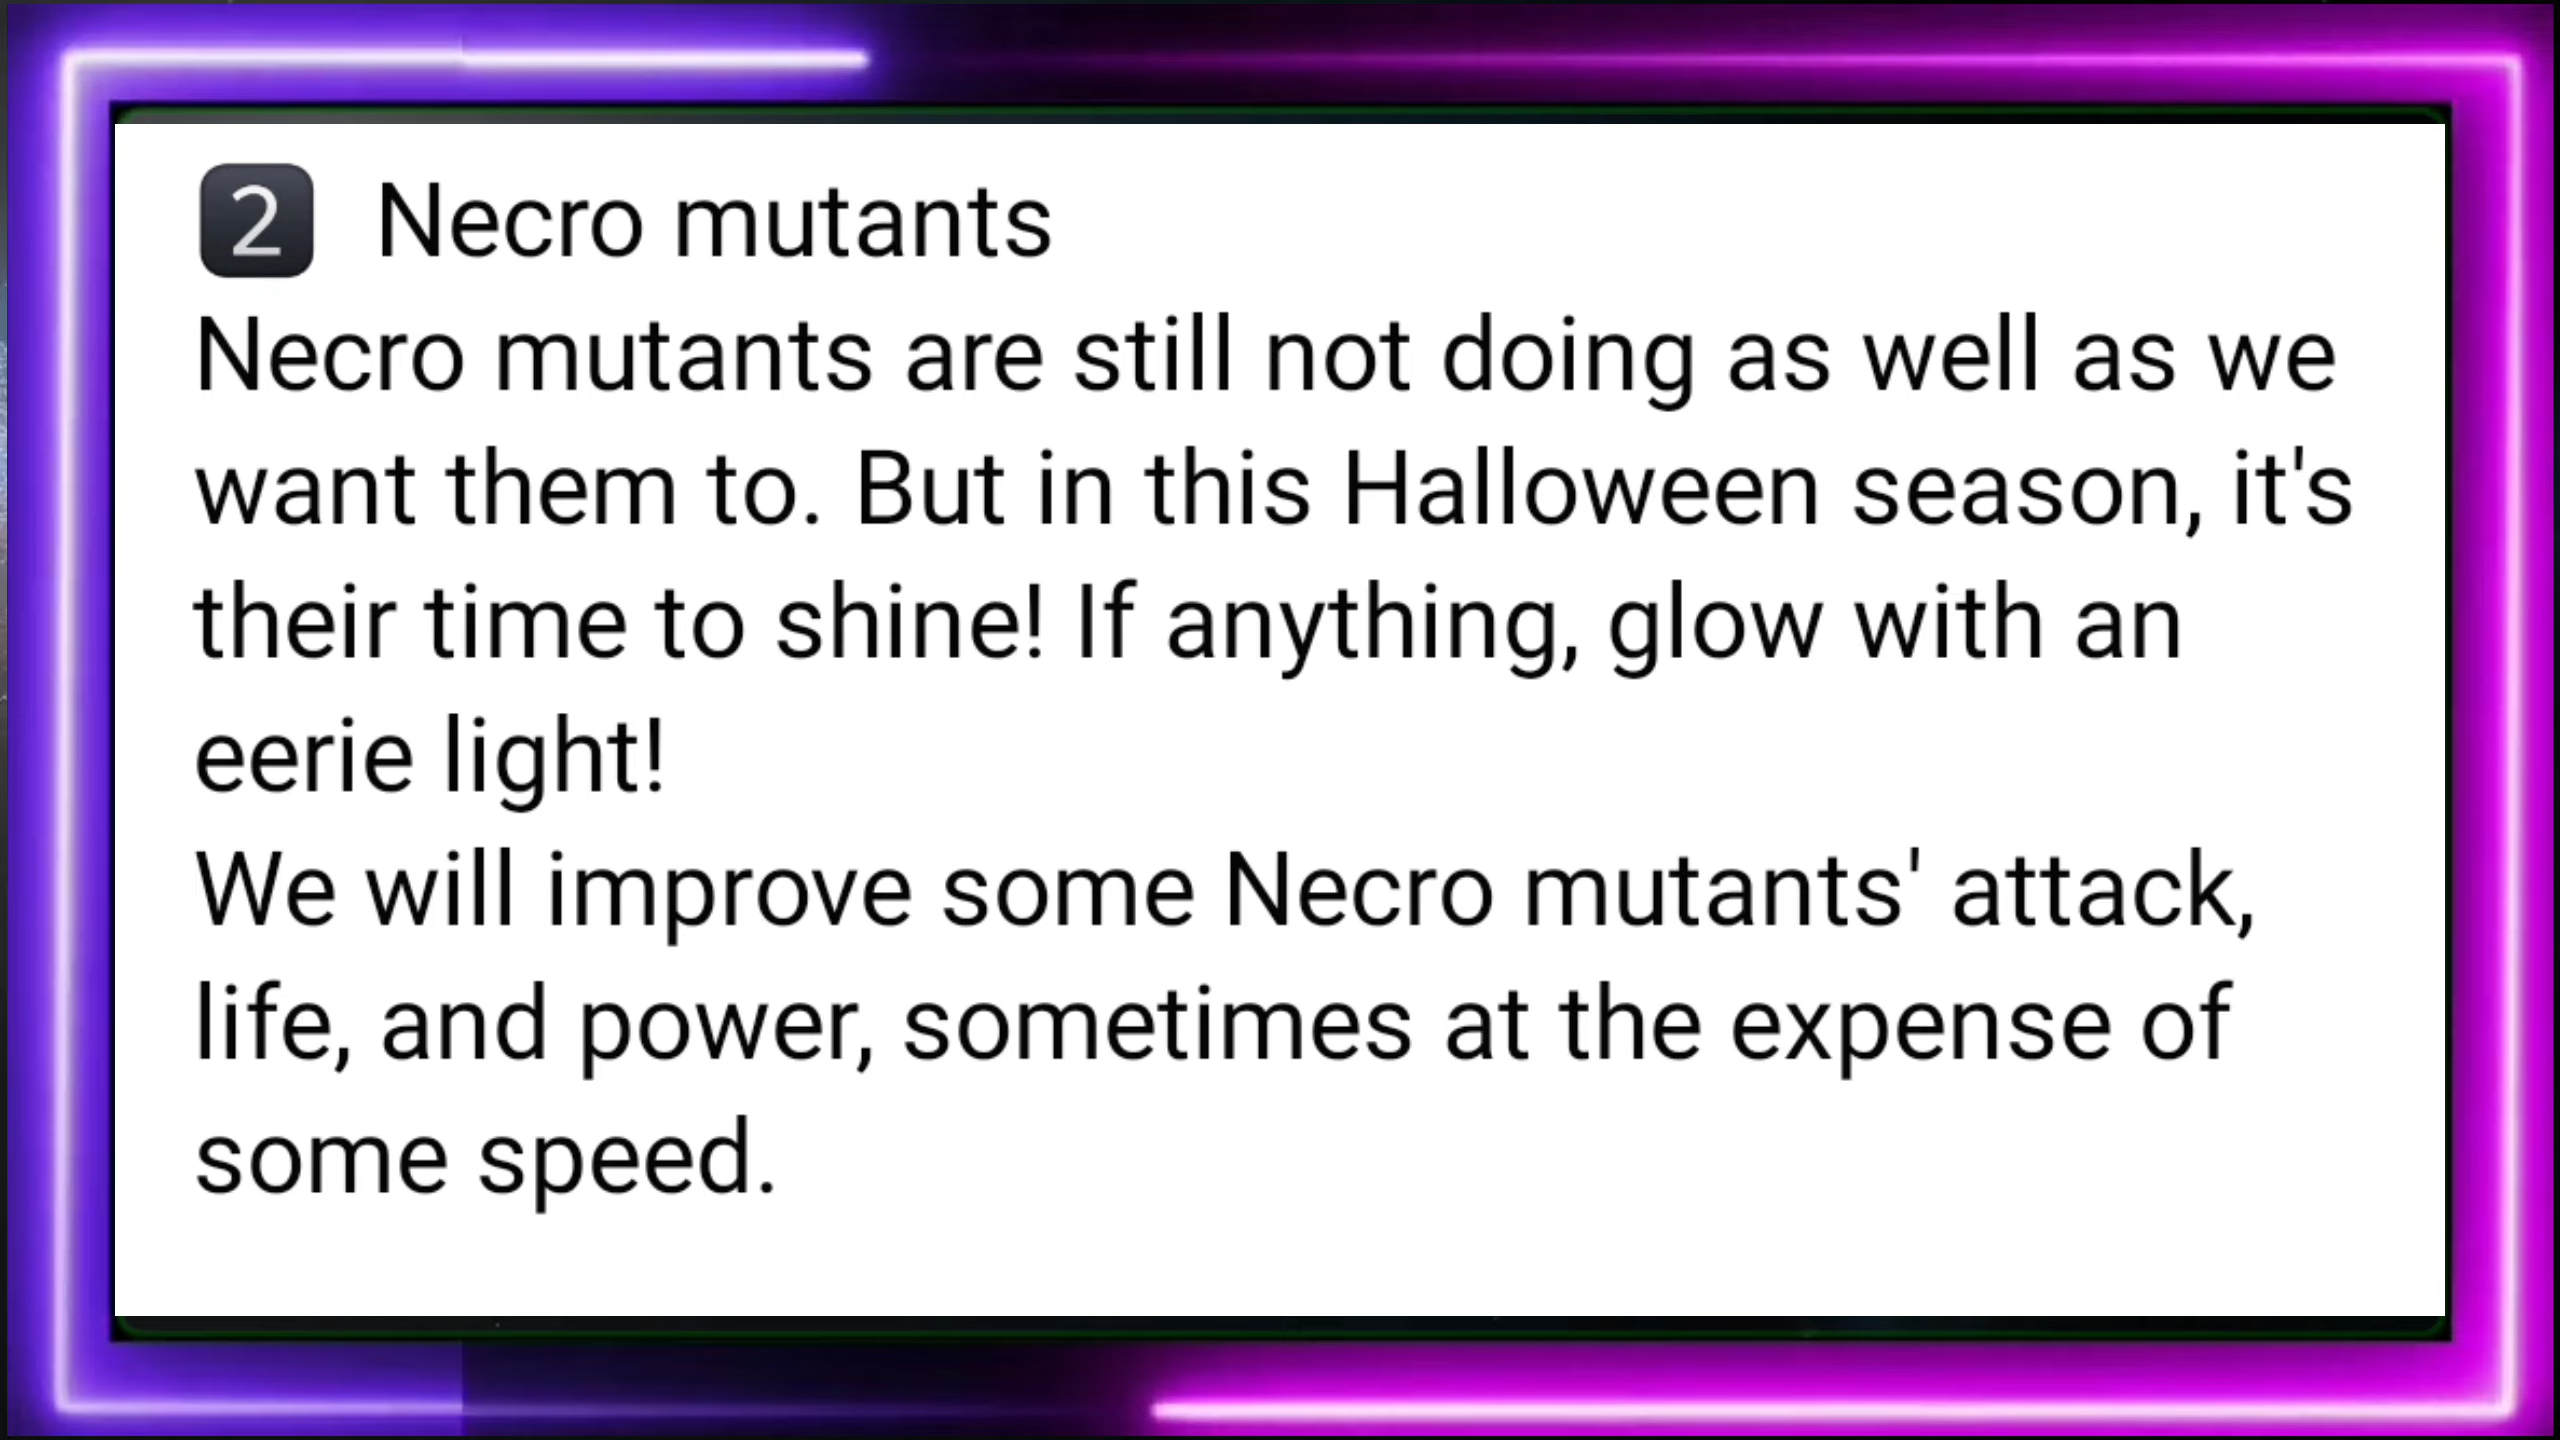 2 Necro mutants
Necro mutants are still not doing as well as we
want them to. But in this Halloween season, it's
their time to shine! If anything, glow with an
eerie light!
We will improve some Necro mutants' attack,
life, and power, sometimes at the expense of
some speed.